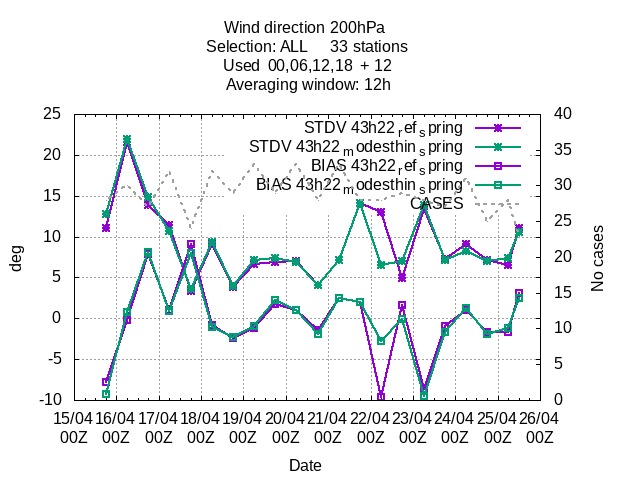 Wind direction 200hPa
Selection: ALL 33 stations
Used 00,06,12,18 + 12
Averaging window: 12h
STDV 43h22_ref_spring
STDV 43h22_modesthin_spring
BIAS 43h22_ref_spring
BIAS 43h22_modesthin_spring
CASES
25
20
15
10
5
0
-5
-10
deg
40
35
30
25
20
15
10
5
0
No cases
15/04 16/04 17/04 18/04 19/04 20/04 21/04 22/04 23/04 24/04 25/04 26/04
00Z 00Z 00Z 00Z 00Z 00Z 00Z 00Z 00Z 00Z 00Z 00Z
Date